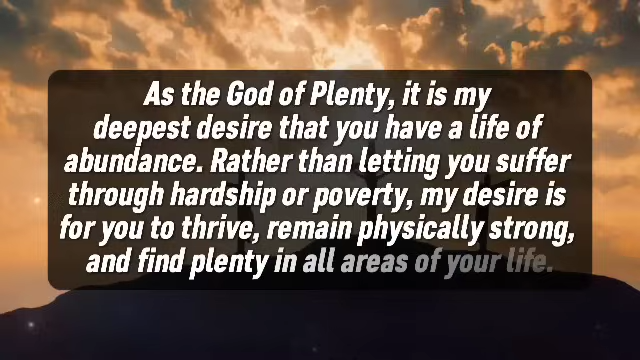 As the God of Plenty, it is my
deepest desire that you have a life of
abundance. Rather than letting you suffer
through hardship or poverty, my desire is
for you to thrive, remain physically strong,
and find plenty in all areas of your life.